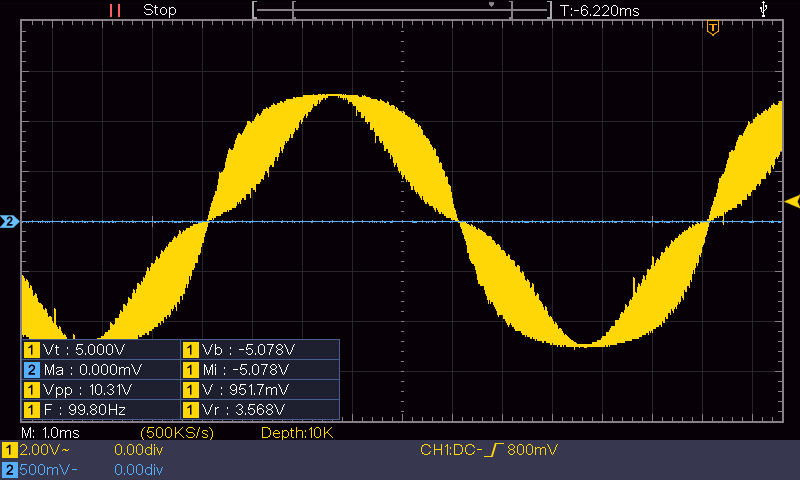 Stop T:-6.220ms
T
2
1 Vt : 5.000V 1 Vb : -5.078V
2 Ma : 0.000mV 1 Mi : -5.078V
1 Vpp : 10.31V 1 V : 951.7mV
1 F : 99.80Hz 1 Vr : 3.568V
M: 1.0ms (500KS/s) Depth:10K
1 2.00V~ 0.00div CH1:DC- 800mV
2 500mV- 0.00div